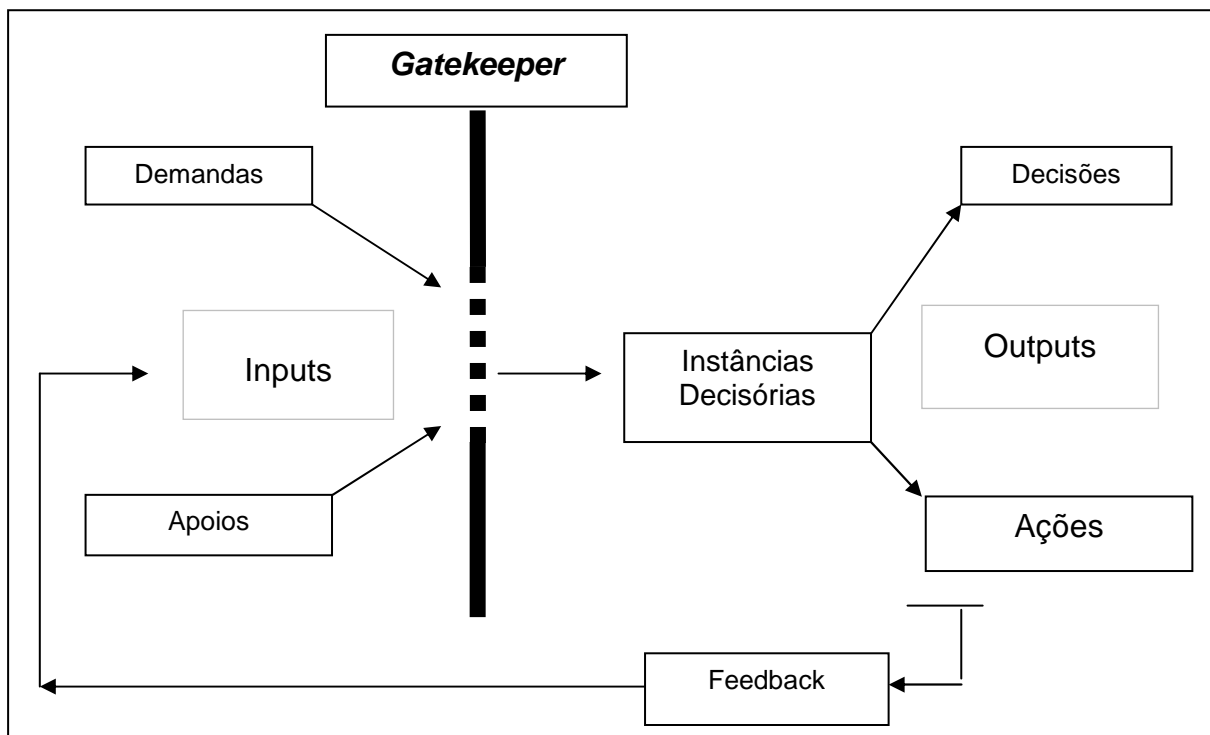 Gatekeeper
Demandas
Decisões
Inputs
Instâncias
Decisórias
Outputs
Apoios
Ações
Feedback